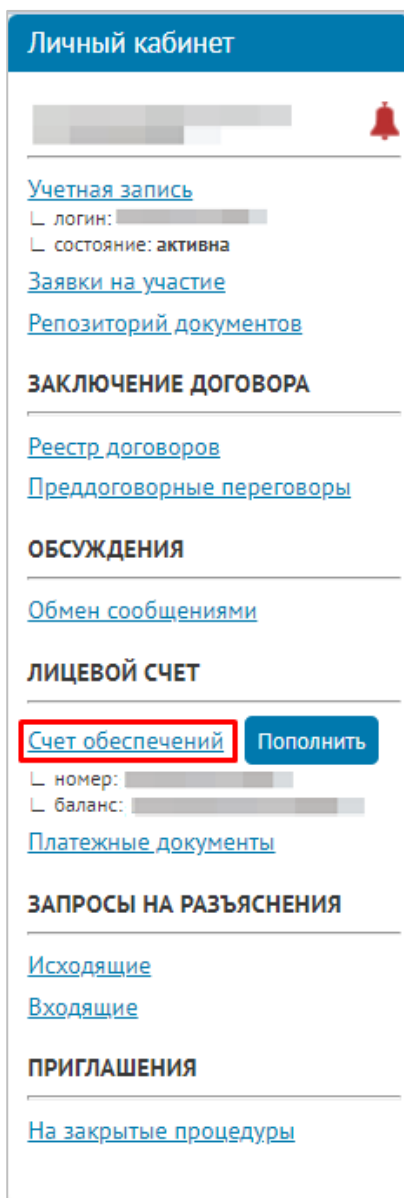 Личный кабинет
Учетная запись
∟ логин:
∟ состояние: активна
Заявки на участие
Репозиторий документов
ЗАКЛЮЧЕНИЕ ДОГОВОРА
Реестр договоров
Преддоговорные переговоры
ОБСУЖДЕНИЯ
Обмен сообщениями
ЛИЦЕВОЙ СЧЕТ
Счет обеспечений Пополнить
∟ номер:
∟ баланс:
Платежные документы
ЗАПРОСЫ НА РАЗЪЯСНЕНИЯ
Исходящие
Входящие
ПРИГЛАШЕНИЯ
На закрытые процедуры